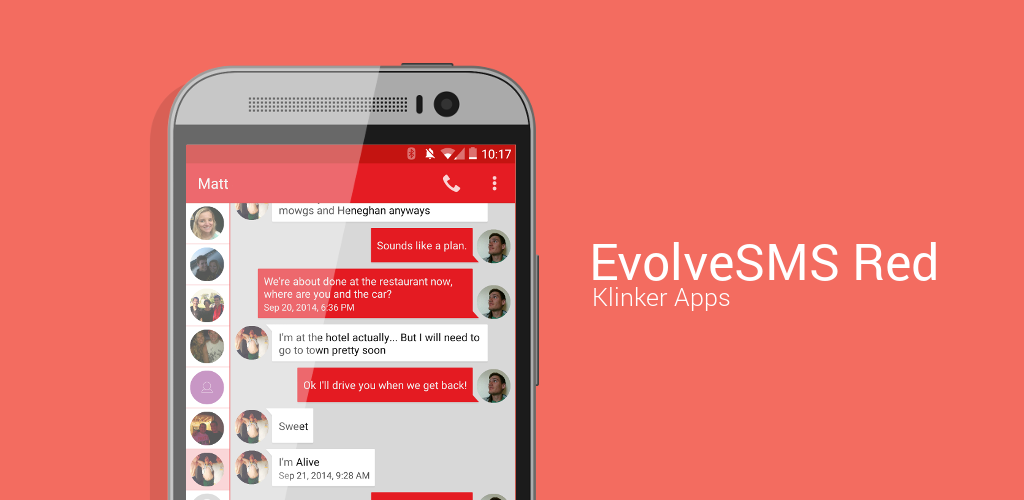 10:17
Matt
mowgs and Heneghan anyways
Sounds like a plan.
We're about done at the restaurant now,
where are you and the car?
Sep 20, 2014, 6:36 PM
I'm at the hotel actually... But I will need to
go to town pretty soon
Ok I'll drive you when we get back!
Sweet
I'm Alive
Sep 21, 2014, 9:28 AM
EvolveSMS Red
Klinker Apps